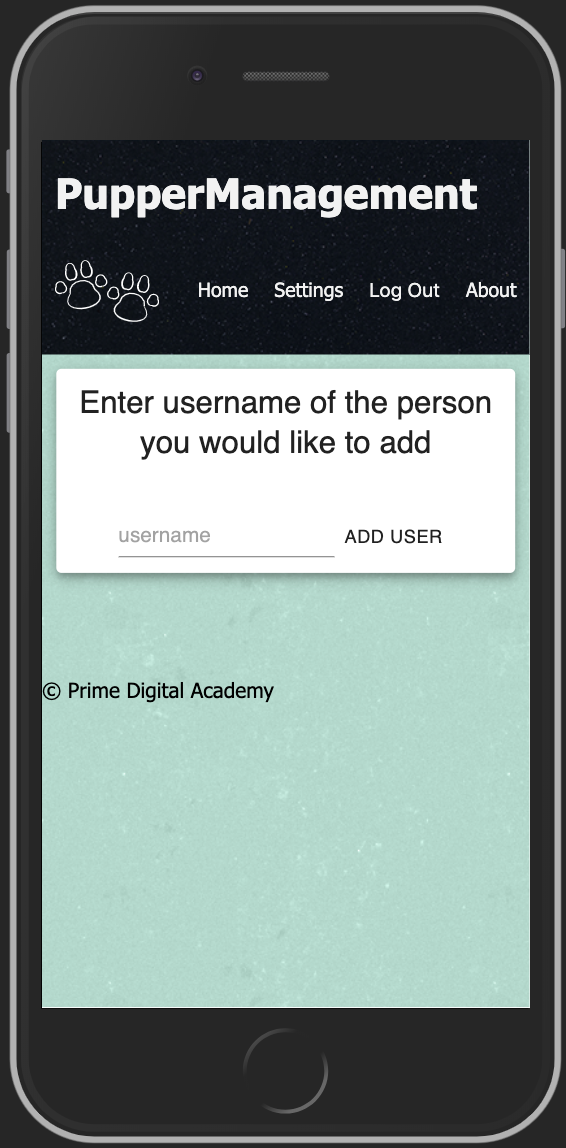 PupperManagement
Home Settings Log Out About
Enter username of the person
you would like to add
username ADD USER
© Prime Digital Academy